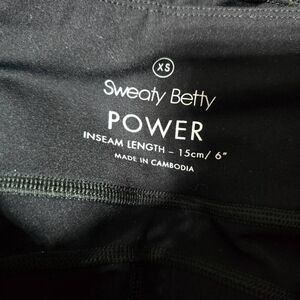 XS
Sweaty Betty
POWER
INSEAM LENGTH – 15cm/ 6"
MADE IN CAMBODIA